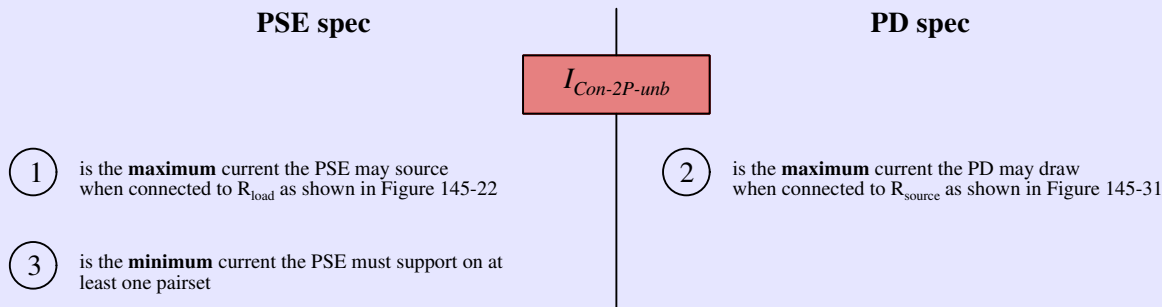 PSE spec
PD spec
I_Con-2P-unb
1 is the maximum current the PSE may source
when connected to R_load as shown in Figure 145-22
2 is the maximum current the PD may draw
when connected to R_source as shown in Figure 145-31
3 is the minimum current the PSE must support on at
least one pairset